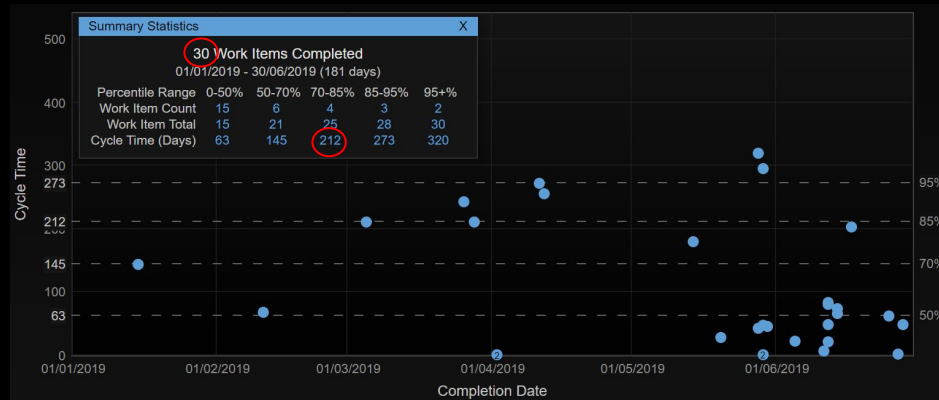 Summary Statistics X
30 Work Items Completed
01/01/2019 - 30/06/2019 (181 days)
Percentile Range 0-50% 50-70% 70-85% 85-95% 95+%
Work Item Count 15 6 4 3 2
Work Item Total 15 21 25 28 30
Cycle Time (Days) 63 145 212 273 320
Cycle Time
500
400
300
273
95%
212
85%
200
145
70%
100
63
50%
0
2
2
01/01/2019 01/02/2019 01/03/2019 01/04/2019 01/05/2019 01/06/2019
Completion Date